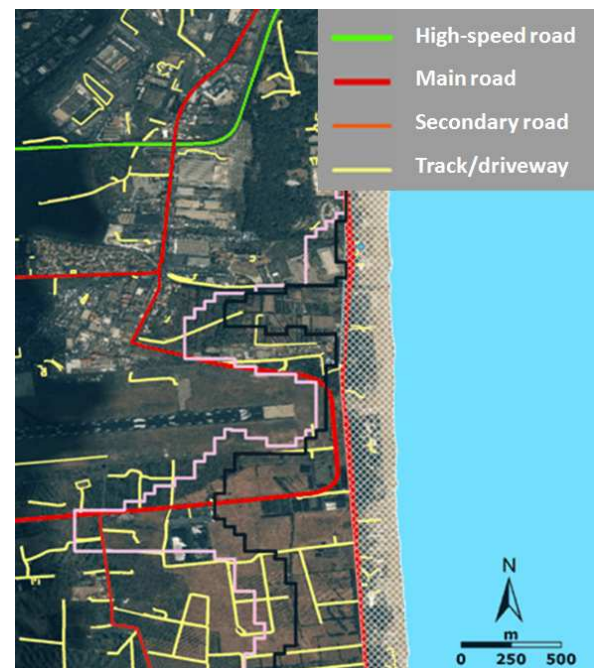 High-speed road
Main road
Secondary road
Track/driveway
N
m
0 250 500